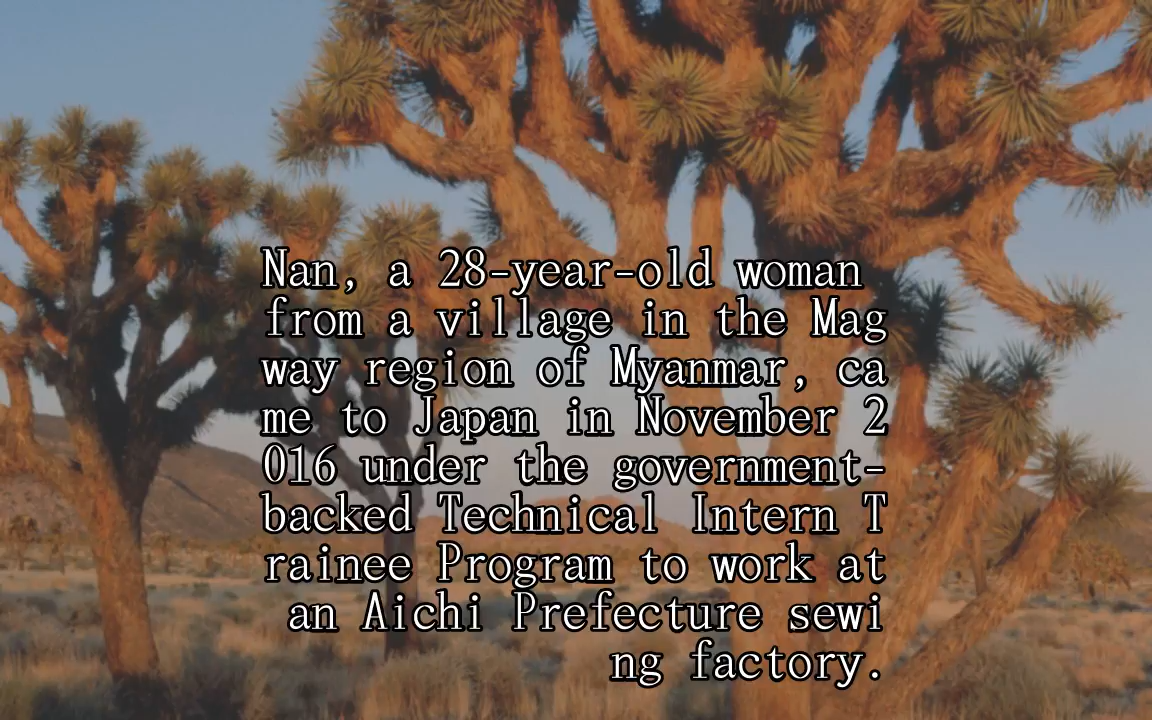 Nan, a 28-year-old woman
from a village in the Mag
way region of Myanmar, ca
me to Japan in November 2
016 under the government-
backed Technical Intern T
rainee Program to work at
an Aichi Prefecture sewi
ng factory.